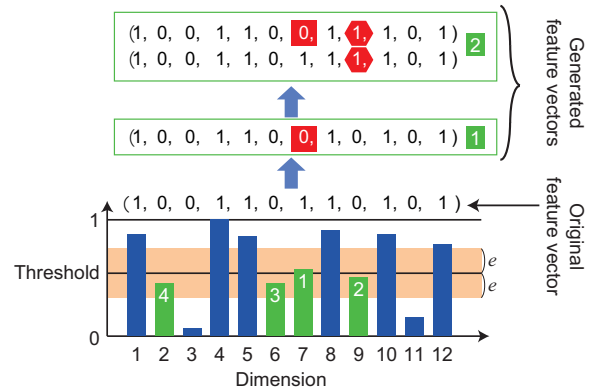 (1, 0, 0, 1, 1, 0, 0, 1, 1, 1, 0, 1)
(1, 0, 0, 1, 1, 0, 1, 1, 1, 1, 0, 1)
2
(1, 0, 0, 1, 1, 0, 0, 1, 0, 1, 0, 1)
1
Generated
feature vectors
(1, 0, 0, 1, 1, 0, 1, 1, 0, 1, 0, 1)
Original
feature vector
1
Threshold
0
e
e
4
3
1
2
1 2 3 4 5 6 7 8 9 10 11 12
Dimension